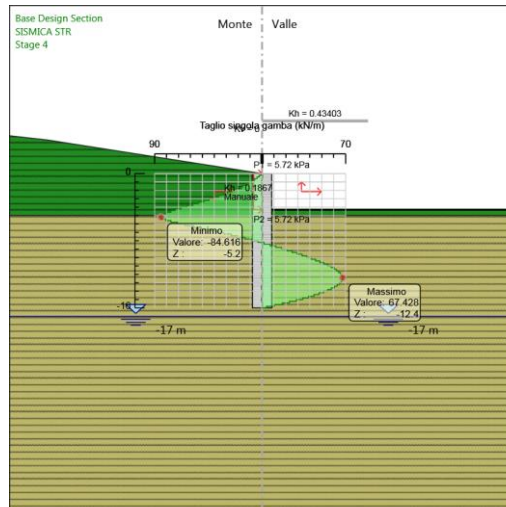 Base Design Section
SISMICA STR
Stage 4
Monte Valle
Kh = 0.43403
Taglio singola gamba (kN/m)
90 70
P1 = 5.72 kPa
0
Kh = 0.1867
Manuale
P2 = 5.72 kPa
Minimo
Valore: -84.616
Z : -5.2
Massimo
Valore: 67.428
Z : -12.4
-16
-17 m -17 m